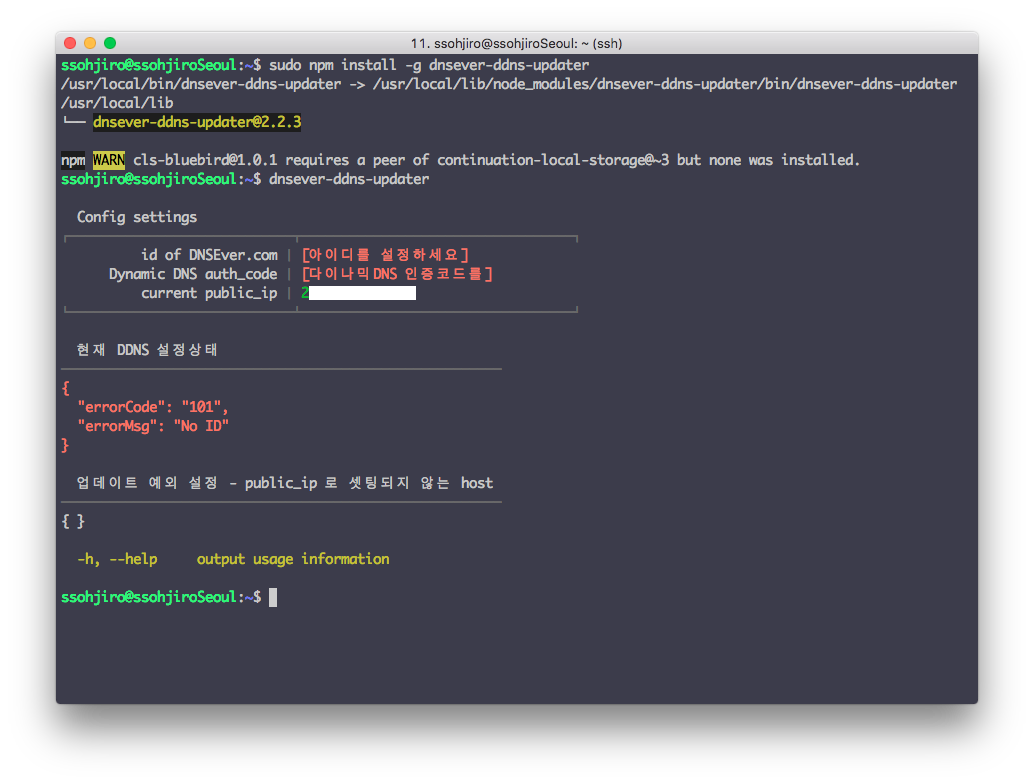 11. ssohjiro@ssohjiroSeoul: ~ (ssh)
ssohjiro@ssohjiroSeoul:~$ sudo npm install -g dnsever-ddns-updater
/usr/local/bin/dnsever-ddns-updater -> /usr/local/lib/node_modules/dnsever-ddns-updater/bin/dnsever-ddns-updater
/usr/local/lib
└── dnsever-ddns-updater@2.2.3
npm WARN cls-bluebird@1.0.1 requires a peer of continuation-local-storage@~3 but none was installed.
ssohjiro@ssohjiroSeoul:~$ dnsever-ddns-updater
Config settings
id of DNSEver.com | [아이디를 설정하세요]
Dynamic DNS auth_code | [다이나믹DNS 인증코드를]
current public_ip | 2
현재 DDNS 설정상태
{
"errorCode": "101",
"errorMsg": "No ID"
}
업데이트 예외 설정 - public_ip 로 셋팅되지 않는 host
{ }
-h, --help output usage information
ssohjiro@ssohjiroSeoul:~$